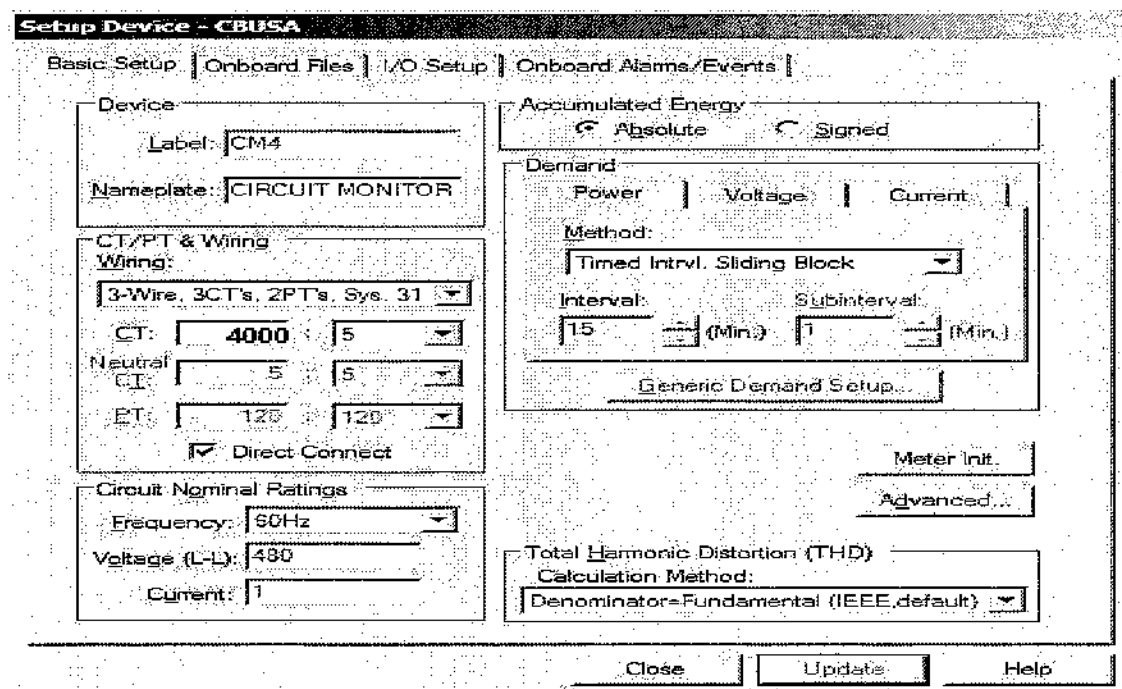 Setup Device - CBUSA
Basic Setup Onboard Files I/O Setup Onboard Alarms/Events
Device
Label: CM4
Nameplate: CIRCUIT MONITOR
CT/PT & Wiring
Wiring:
3-Wire, 3CT's, 2PT's, Sys. 31
CT: 4000 : 5
Neutral
CT: 5 : 5
PT: 120 : 120
Direct Connect
Circuit Nominal Ratings
Frequency: 60Hz
Voltage (L-L): 480
Current: 1
Accumulated Energy
Absolute Signed
Demand
Power Voltage Current
Method:
Timed Intrvl. Sliding Block
Interval: Subinterval:
15 (Min.) 1 (Min.)
Generic Demand Setup...
Meter Init.
Advanced...
Total Harmonic Distortion (THD)
Calculation Method:
Denominator=Fundamental (IEEE,default)
Close Update Help